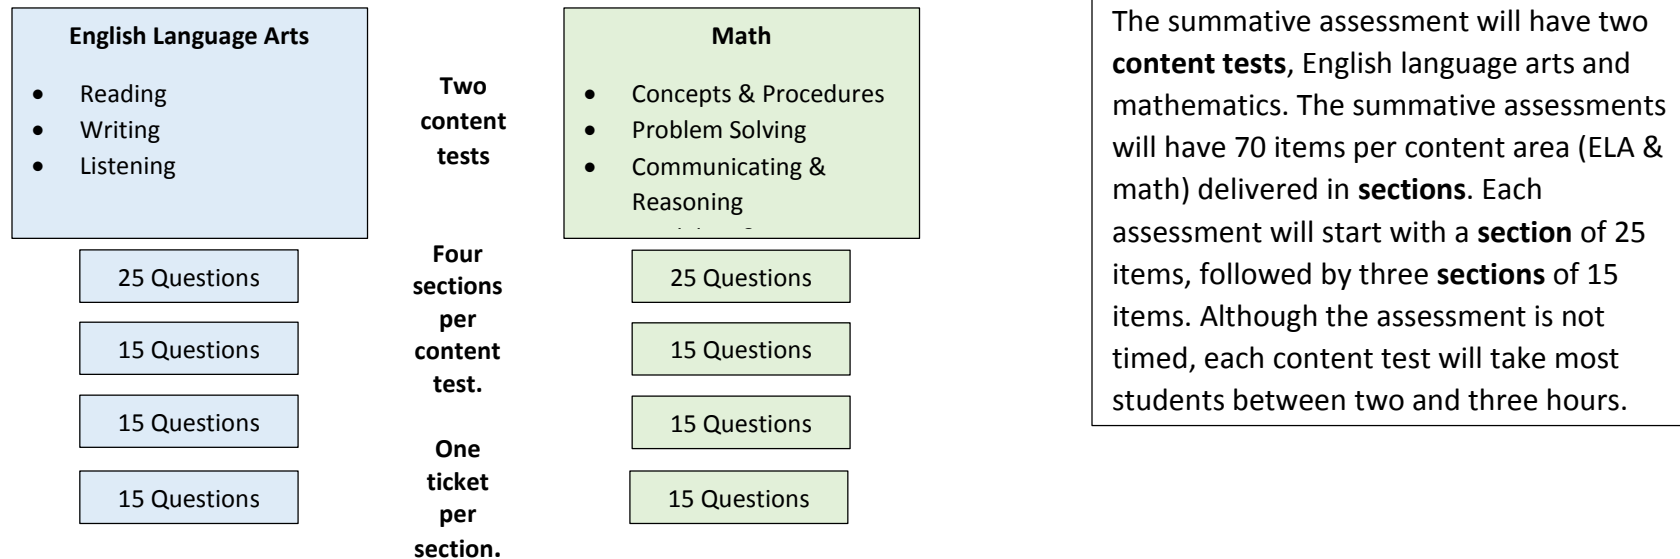 English Language Arts
• Reading
• Writing
• Listening
Two
content
tests
Math
• Concepts & Procedures
• Problem Solving
• Communicating &
Reasoning
25 Questions
15 Questions
15 Questions
15 Questions
Four
sections
per
content
test.
One
ticket
per
section.
25 Questions
15 Questions
15 Questions
15 Questions
The summative assessment will have two
content tests, English language arts and
mathematics. The summative assessments
will have 70 items per content area (ELA &
math) delivered in sections. Each
assessment will start with a section of 25
items, followed by three sections of 15
items. Although the assessment is not
timed, each content test will take most
students between two and three hours.